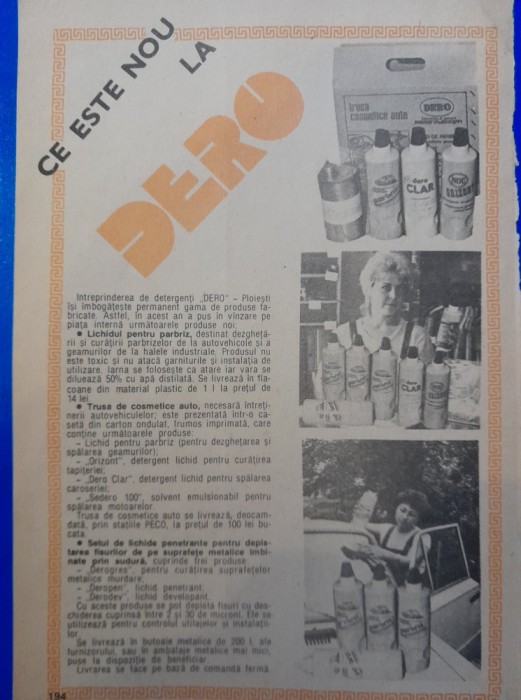 CE ESTE NOU
LA
DERO
trusa
cosmetice auto
DERO
dero
CLAR
CLAR
Intreprinderea de detergenți „DERO" - Ploiești
își îmbogățește permanent gama de produse fa-
bricate. Astfel, în acest an a pus în vînzare pe
piața internă următoarele produse noi:
● Lichidul pentru parbriz, destinat dezgheță-
rii și curățirii parbrizelor la autovehicole și a
geamurilor de la halele industriale. Produsul nu
este toxic și nu atacă garniturile și instalația de
utilizare. Iarna se folosește ca atare iar vara se
diluează 50% cu apă distilată. Se livrează în fla-
coane din material plastic de 1 l la prețul de
14 lei.
● Trusa de cosmetice auto, necesară întreți-
nerii autovehiculelor; este prezentată într-o ca-
setă din carton ondulat, frumos imprimată, care
conține următoarele produse:
- Lichid pentru parbriz (pentru dezghețarea și
spălarea geamurilor);
- „Orizont", detergent lichid pentru curățirea
tapițeriei;
- „Dero Clar", detergent lichid pentru spălarea
caroseriei;
- „Sedero 100", solvent emulsionabil pentru
spălarea motoarelor.
Trusa de cosmetice auto se livrează, deocam-
dată, prin stațiile PECO, la prețul de 100 lei bu-
cata.
● Setul de lichide penetrante pentru depis-
tarea fisurilor de pe suprafețe metalice îmbi-
nate prin sudură, cuprinde trei produse:
- „Derogres", pentru curățirea suprafețelor
metalice murdare;
- „Deropen", lichid penetrant;
- „Derodev", lichid developant.
Cu aceste produse se pot depista fisuri cu des-
chiderea cuprinsă între 2 și 30 de microni. Ele se
utilizează pentru controlul utilajelor și instalații-
lor.
Se livrează în butoaie metalice de 200 l, ale
furnizorului, sau în ambalaje metalice mai mici,
puse la dispoziție de beneficiar.
Livrarea se face pe bază de comandă fermă.
194